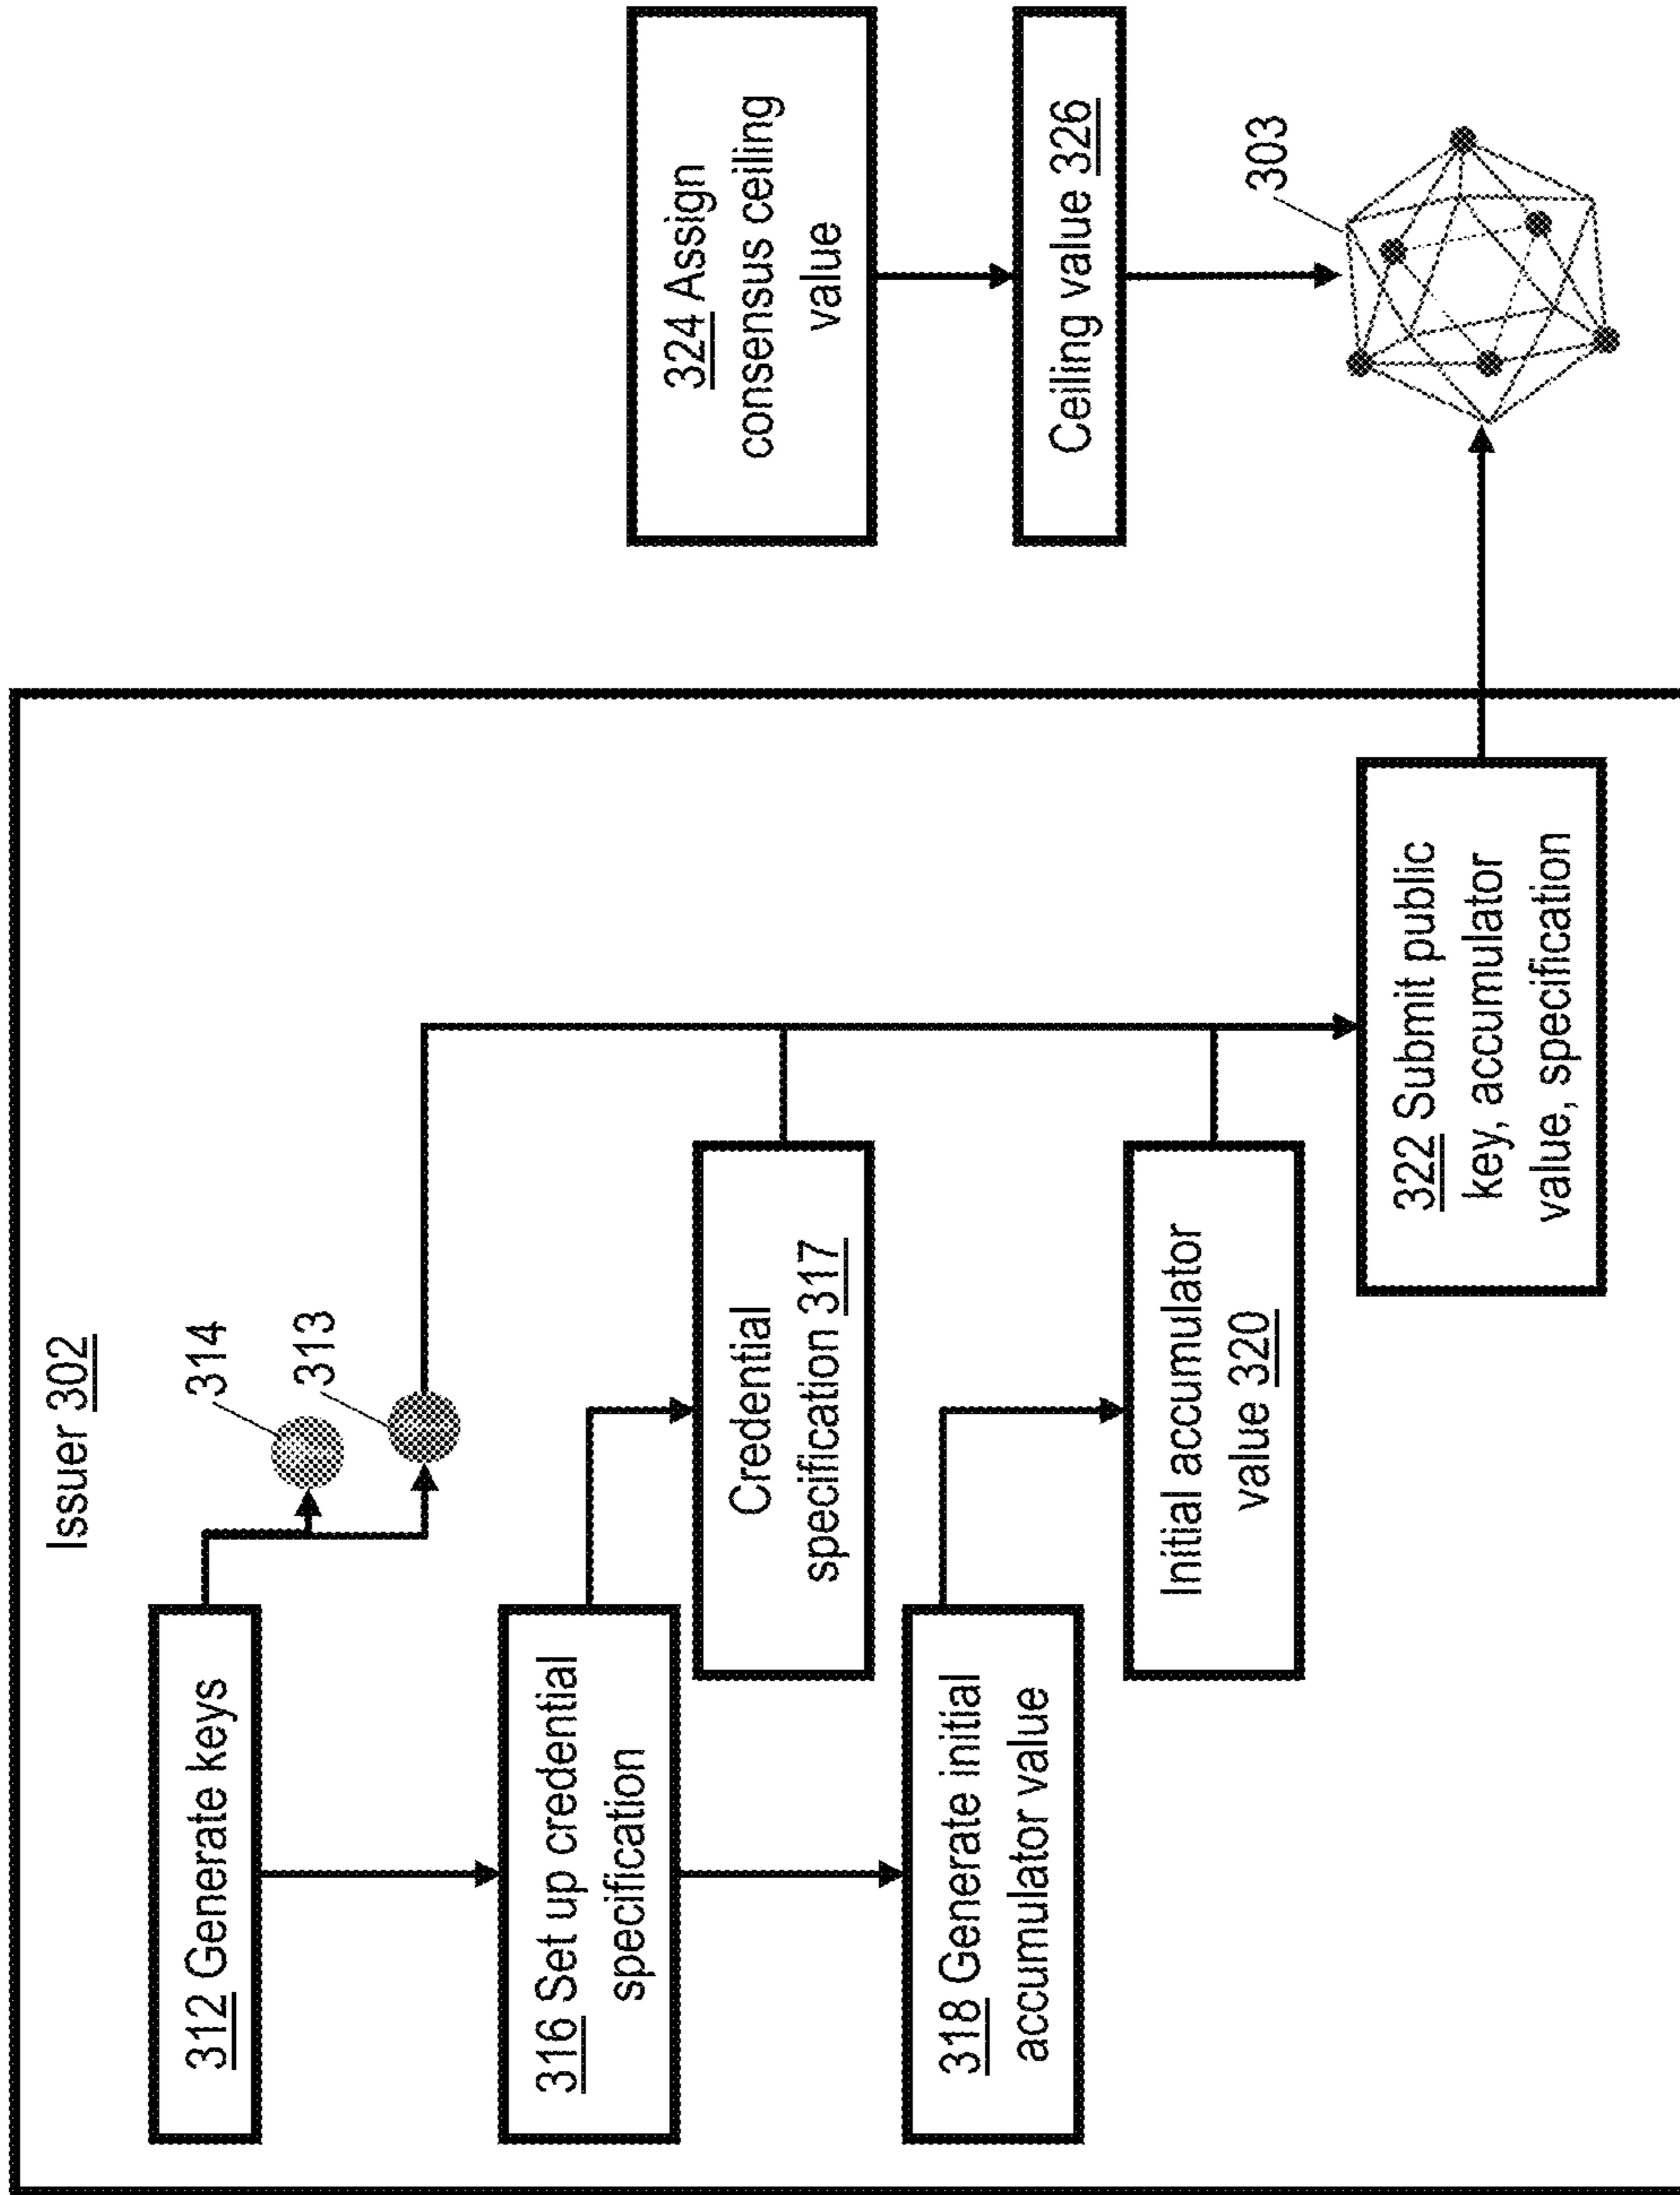 Issuer 302
312 Generate keys
314
313
316 Set up credential
specification
Credential
specification 317
318 Generate initial
accumulator value
Initial accumulator
value 320
322 Submit public
key, accumulator
value, specification
324 Assign
consensus ceiling
value
Ceiling value 326
303